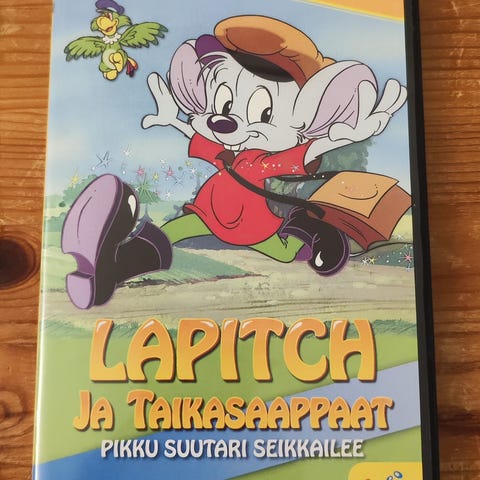 LAPITCH
JA TAIKASAAPPAAT
PIKKU SUUTARI SEIKKAILEE